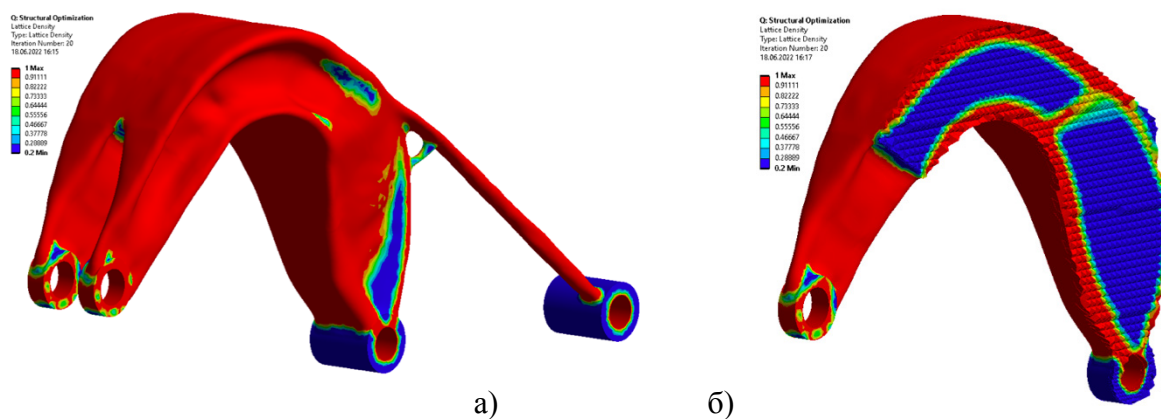 Q: Structural Optimization
Lattice Density
Type: Lattice Density
Iteration Number: 20
18.06.2022 16:15
1 Max
0.91111
0.82222
0.73333
0.64444
0.55556
0.46667
0.37778
0.28889
0.2 Min
Q: Structural Optimization
Lattice Density
Type: Lattice Density
Iteration Number: 20
18.06.2022 16:17
1 Max
0.91111
0.82222
0.73333
0.64444
0.55556
0.46667
0.37778
0.28889
0.2 Min
а)
б)